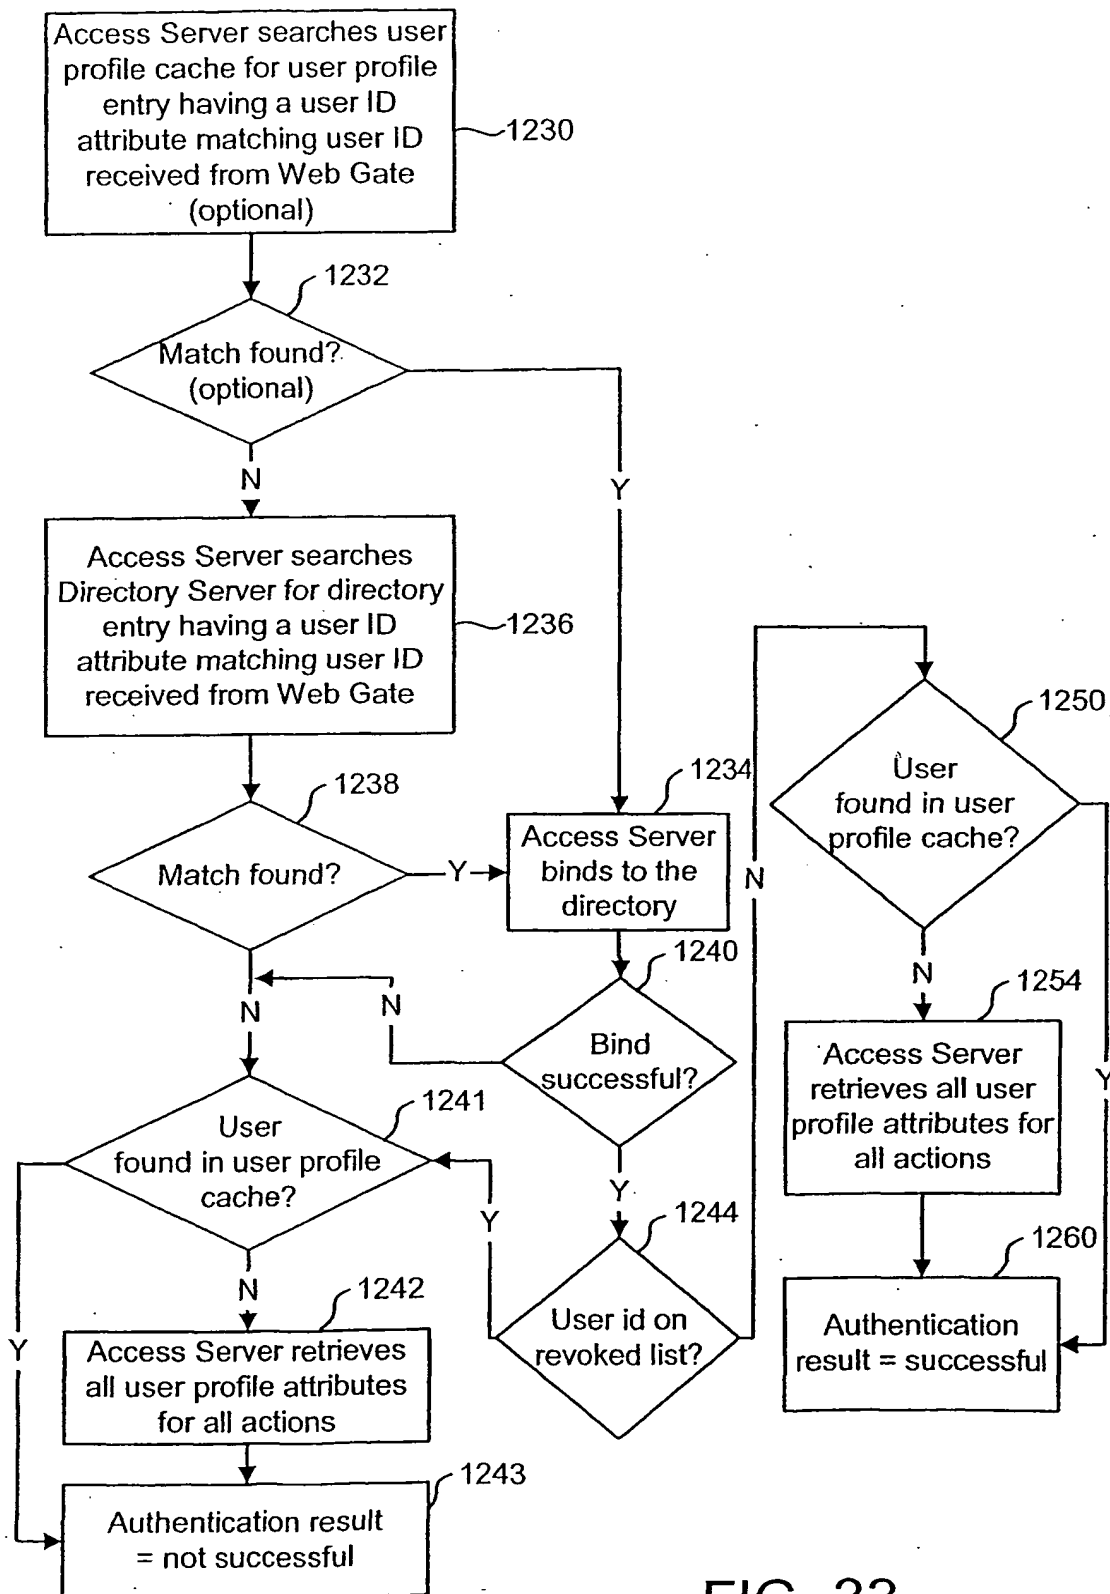 Access Server searches user
profile cache for user profile
entry having a user ID
attribute matching user ID
received from Web Gate
(optional)
1230
1232
Match found?
(optional)
N
Y
Access Server searches
Directory Server for directory
entry having a user ID
attribute matching user ID
received from Web Gate
1236
1238
Match found?
Y
1234
Access Server
binds to the
directory
N
1250
User
found in user
profile cache?
1240
Bind
successful?
N
N
N
1254
Access Server
retrieves all user
profile attributes for
all actions
Y
1241
User
found in user profile
cache?
Y
Y
1244
User id on
revoked list?
1260
Authentication
result = successful
N
1242
Access Server retrieves
all user profile attributes
for all actions
Y
1243
Authentication result
= not successful